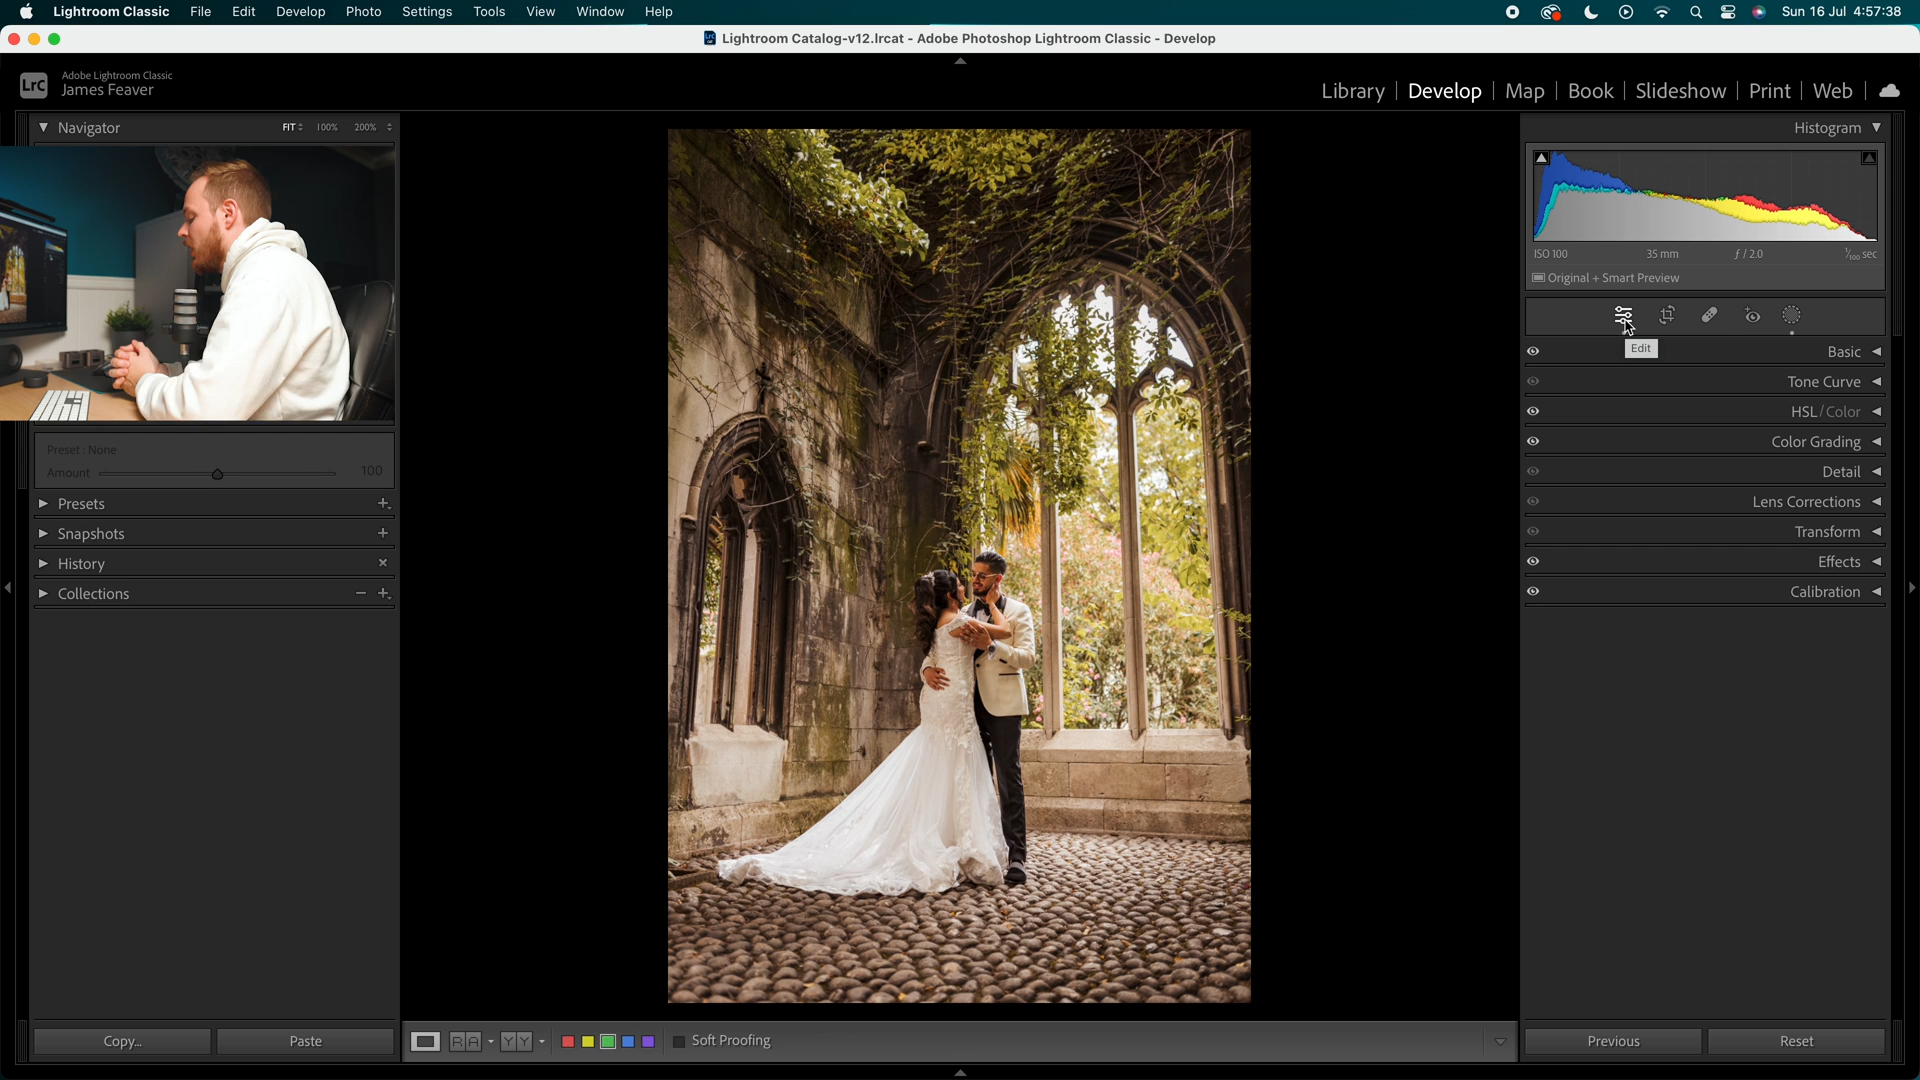 Lightroom Classic File Edit Develop Photo Settings Tools View Window Help Sun 16 Jul 4:57:38
Lightroom Catalog-v12.lrcat - Adobe Photoshop Lightroom Classic - Develop
LrC
Adobe Lightroom Classic
James Feaver
Library | Develop | Map | Book | Slideshow | Print | Web
Navigator FIT 100% 200%
Preset : None
Amount 100
Presets
Snapshots
History
Collections
Copy... Paste
R A Y Y Soft Proofing
Histogram
ISO 100 35 mm ƒ / 2.0 1/100 sec
Original + Smart Preview
Edit
Basic
Tone Curve
HSL / Color
Color Grading
Detail
Lens Corrections
Transform
Effects
Calibration
Previous Reset